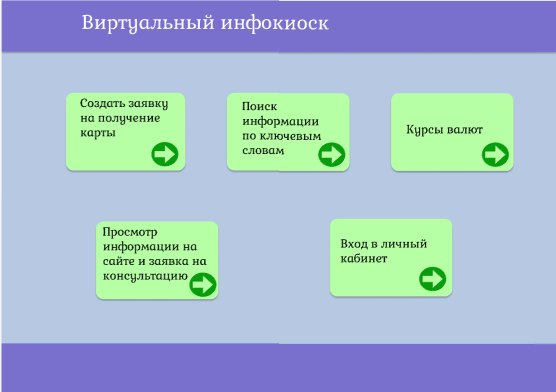 Виртуальный инфокиоск
Создать заявку
на получение
карты
Поиск
информации
по ключевым
словам
Курсы валют
Просмотр
информации на
сайте и заявка на
консультацию
Вход в личный
кабинет